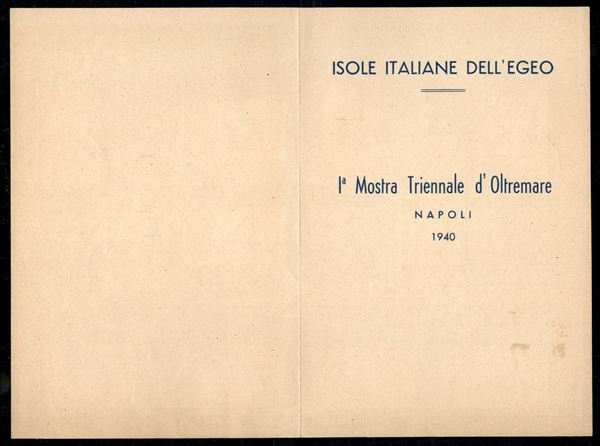 ISOLE ITALIANE DELL'EGEO
Iª Mostra Triennale d'Oltremare
NAPOLI
1940